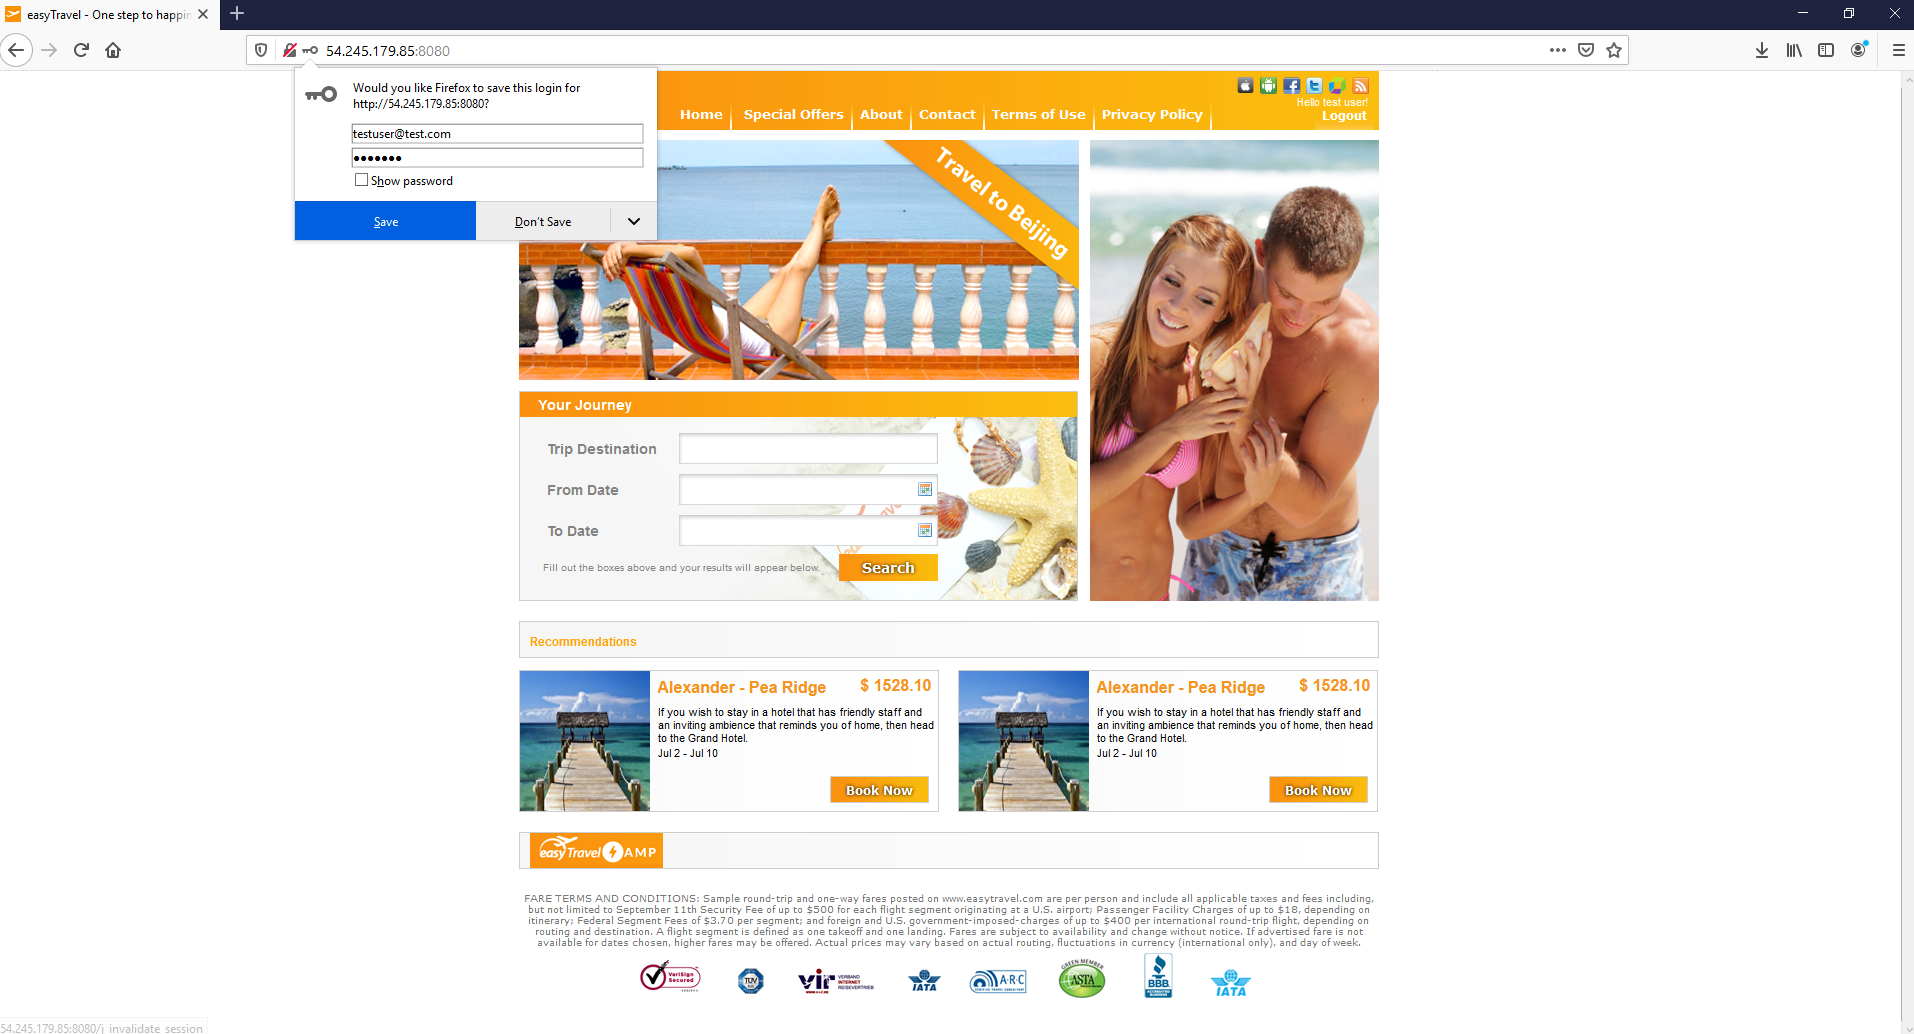 easyTravel - One step to happin
54.245.179.85:8080
Would you like Firefox to save this login for
http://54.245.179.85:8080?
testuser@test.com
Show password
Save
Don't Save
Hello test user!
Logout
Home
Special Offers
About
Contact
Terms of Use
Privacy Policy
Travel to Beijing
Your Journey
Trip Destination
From Date
To Date
Fill out the boxes above and your results will appear below.
Search
Recommendations
Alexander - Pea Ridge
$ 1528.10
If you wish to stay in a hotel that has friendly staff and
an inviting ambience that reminds you of home, then head
to the Grand Hotel.
Jul 2 - Jul 10
Book Now
Alexander - Pea Ridge
$ 1528.10
If you wish to stay in a hotel that has friendly staff and
an inviting ambience that reminds you of home, then head
to the Grand Hotel.
Jul 2 - Jul 10
Book Now
easyTravel AMP
FARE TERMS AND CONDITIONS: Sample round-trip and one-way fares posted on www.easytravel.com are per person and include all applicable taxes and fees including,
but not limited to September 11th Security Fee of up to $500 for each flight segment originating at a U.S. airport; Passenger Facility Charges of up to $18, depending on
itinerary; Federal Segment Fees of $3.70 per segment; and foreign and U.S. government-imposed-charges of up to $400 per international round-trip flight, depending on
routing and destination. A flight segment is defined as one takeoff and one landing. Fares are subject to availability and change without notice. If advertised fare is not
available for dates chosen, higher fares may be offered. Actual prices may vary based on actual routing, fluctuations in currency (international only), and day of week.
VeriSign
Secured
TÜV
vir
VERBAND
INTERNET
REISEVERTRIEB
IATA
A·R·C
GREEN MEMBER
ASTA
BBB
ACCREDITED
BUSINESS
IATA
54.245.179.85:8080/j_invalidate_session